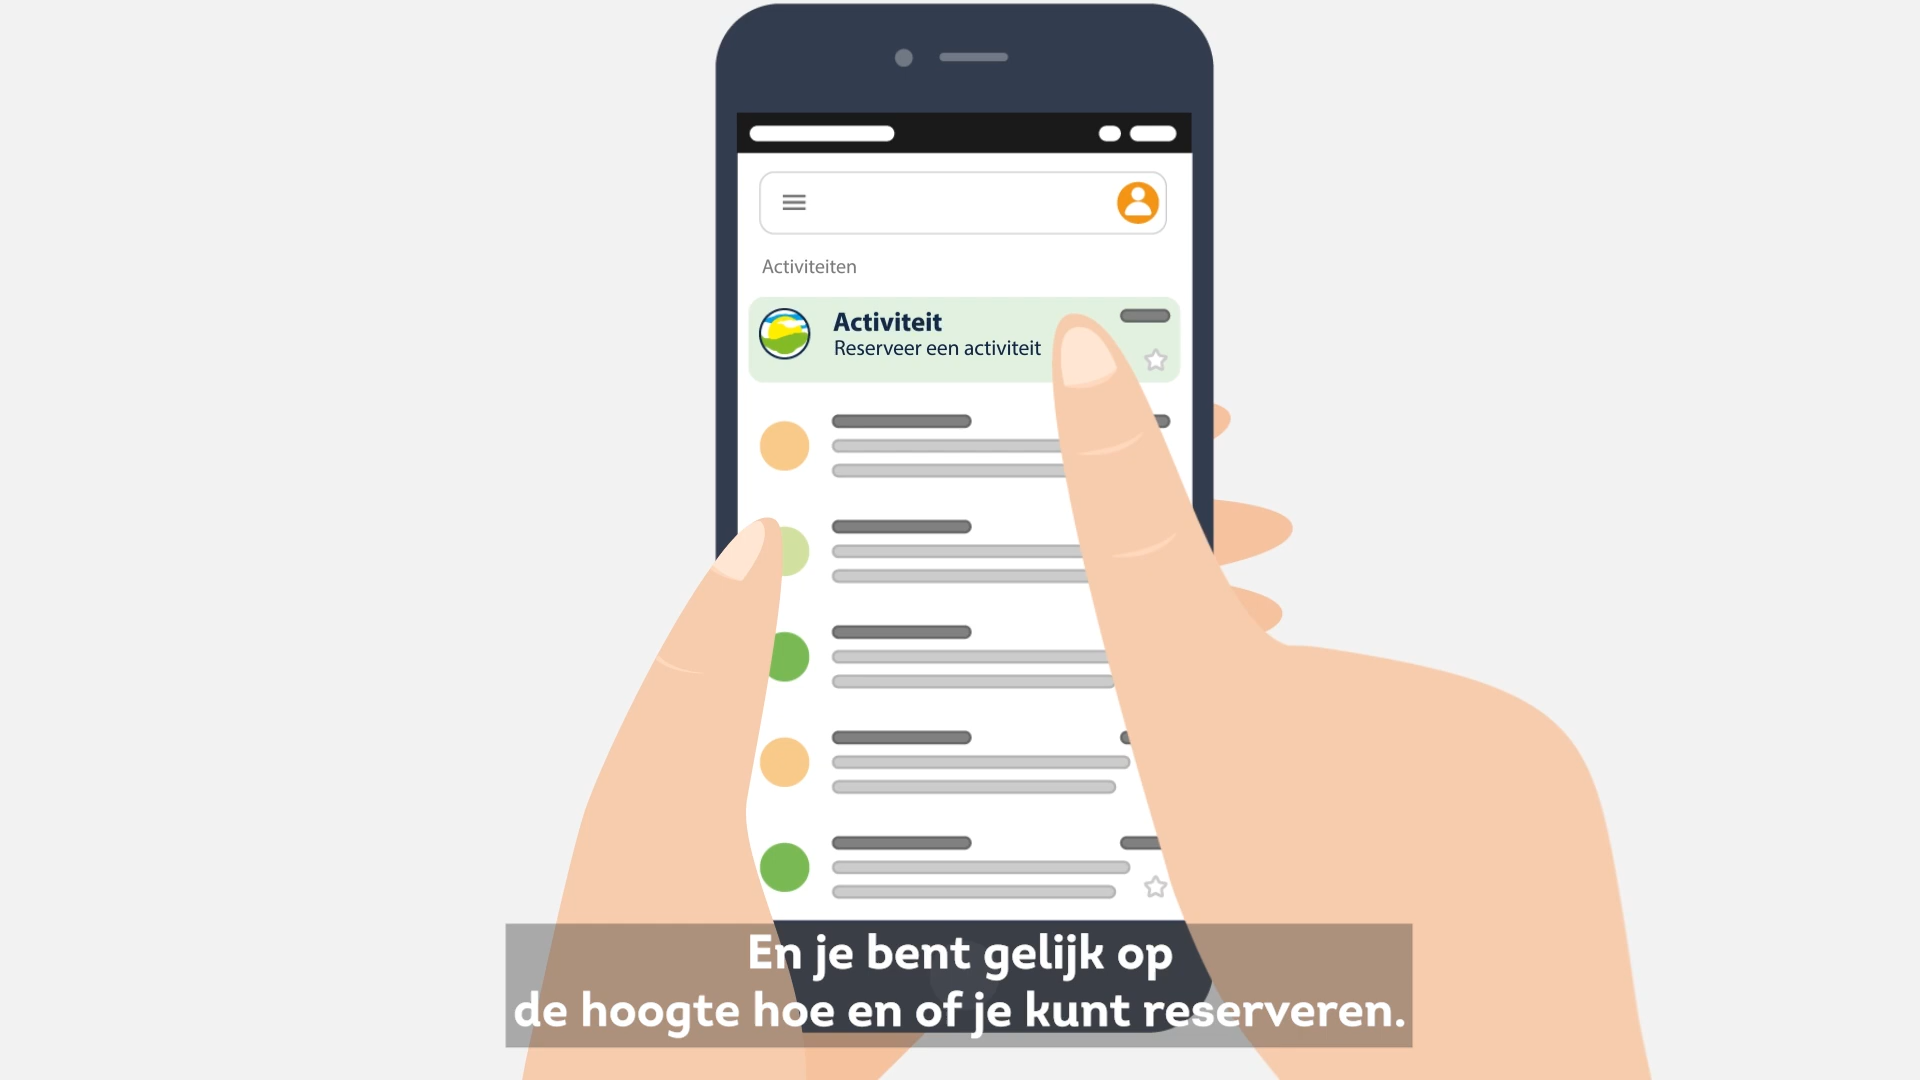 Activiteiten
Activiteit
Reserveer een activiteit
En je bent gelijk op
de hoogte hoe en of je kunt reserveren.